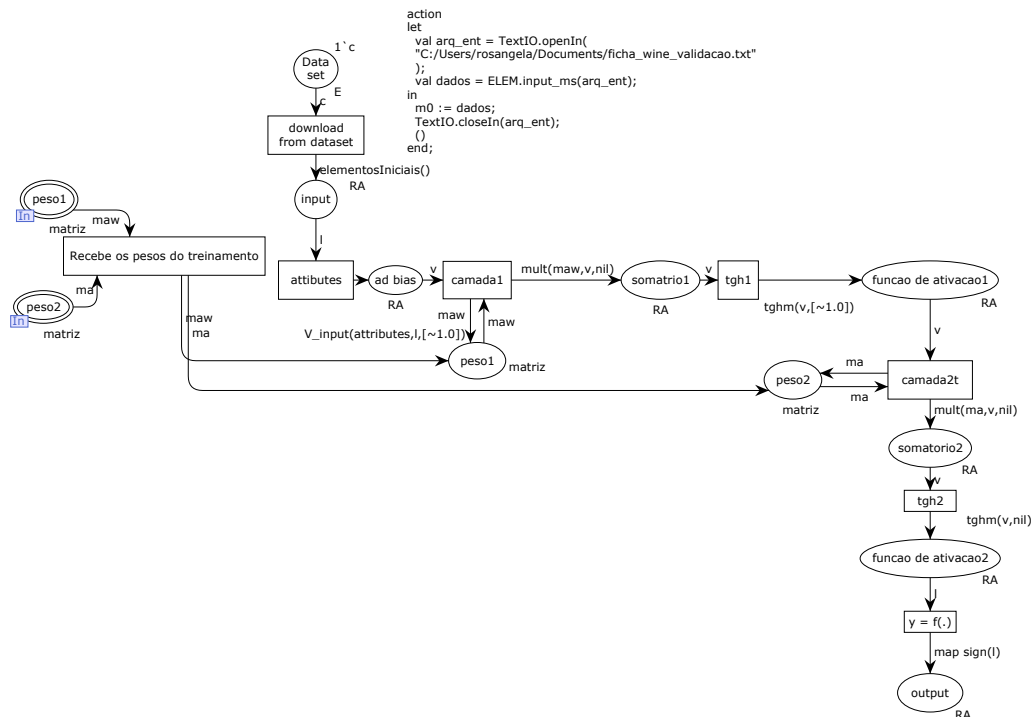 action
let
val arq_ent = TextIO.openIn(
"C:/Users/rosangela/Documents/ficha_wine_validacao.txt"
);
val dados = ELEM.input_ms(arq_ent);
in
m0 := dados;
TextIO.closeIn(arq_ent);
()
end;
1`c
Data
set
E
c
download
from dataset
elementosIniciais()
RA
input
l
peso1
In
maw
matriz
Recebe os pesos do treinamento
peso2
In
ma
matriz
maw
ma
attibutes
ad bias
RA
v
camada1
mult(maw,v,nil)
somatrio1
RA
v
tgh1
tghm(v,[~1.0])
funcao de ativacao1
RA
V_input(attributes,l,[~1.0])
maw
maw
peso1
matriz
v
peso2
matriz
ma
ma
camada2t
mult(ma,v,nil)
somatorio2
RA
v
tgh2
tghm(v,nil)
funcao de ativacao2
RA
l
y = f(.)
map sign(l)
output
RA